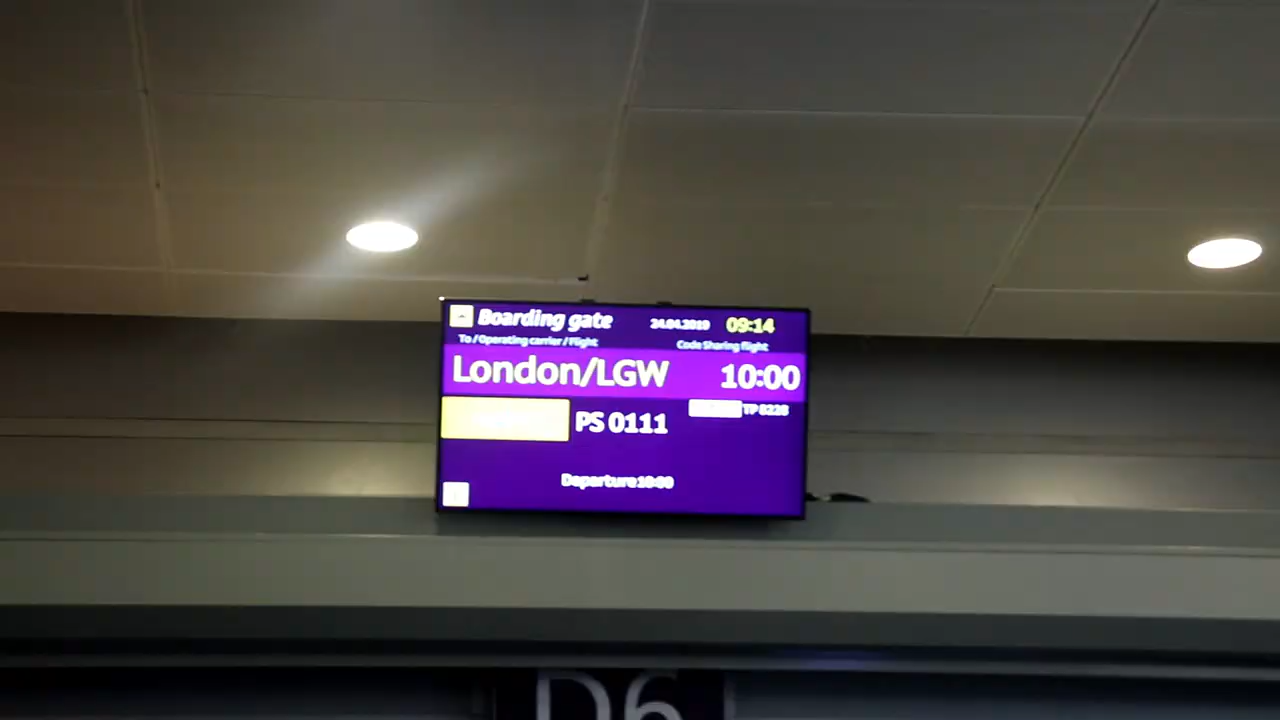 Boarding gate 24.04.2019 09:14
To / Operating carrier / Flight Code Sharing flight
London/LGW 10:00
PS 0111 TP 8228
Departure 10:00
D6